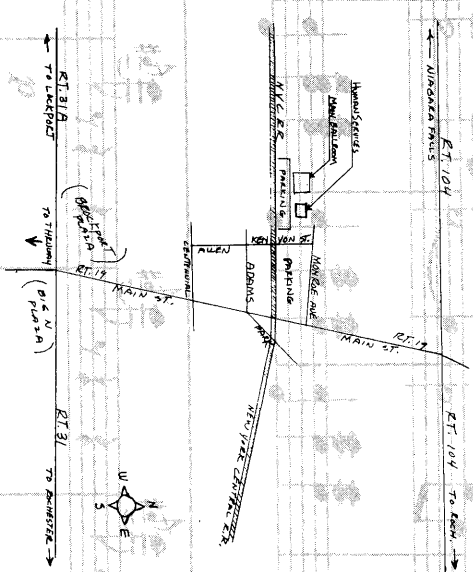 RT. 104
NIAGARA FALLS
RT. 104
TO ROCH.
HUMAN SERVICES
MAIN BALLROOM
N.Y.C. R.R.
PARKING
KENYON ST.
PARKING
MONROE AVE
MAIN ST.
RT. 19
ADAMS
PARK
NEW YORK CENTRAL R.R.
ALLEN
CENTENNIAL
MAIN ST.
RT. 19
RT. 31A
TO LOCKPORT
(BROCKPORT
PLAZA)
TO THRUWAY
(BIG N
PLAZA)
RT. 31
TO ROCHESTER
W
N
S
E